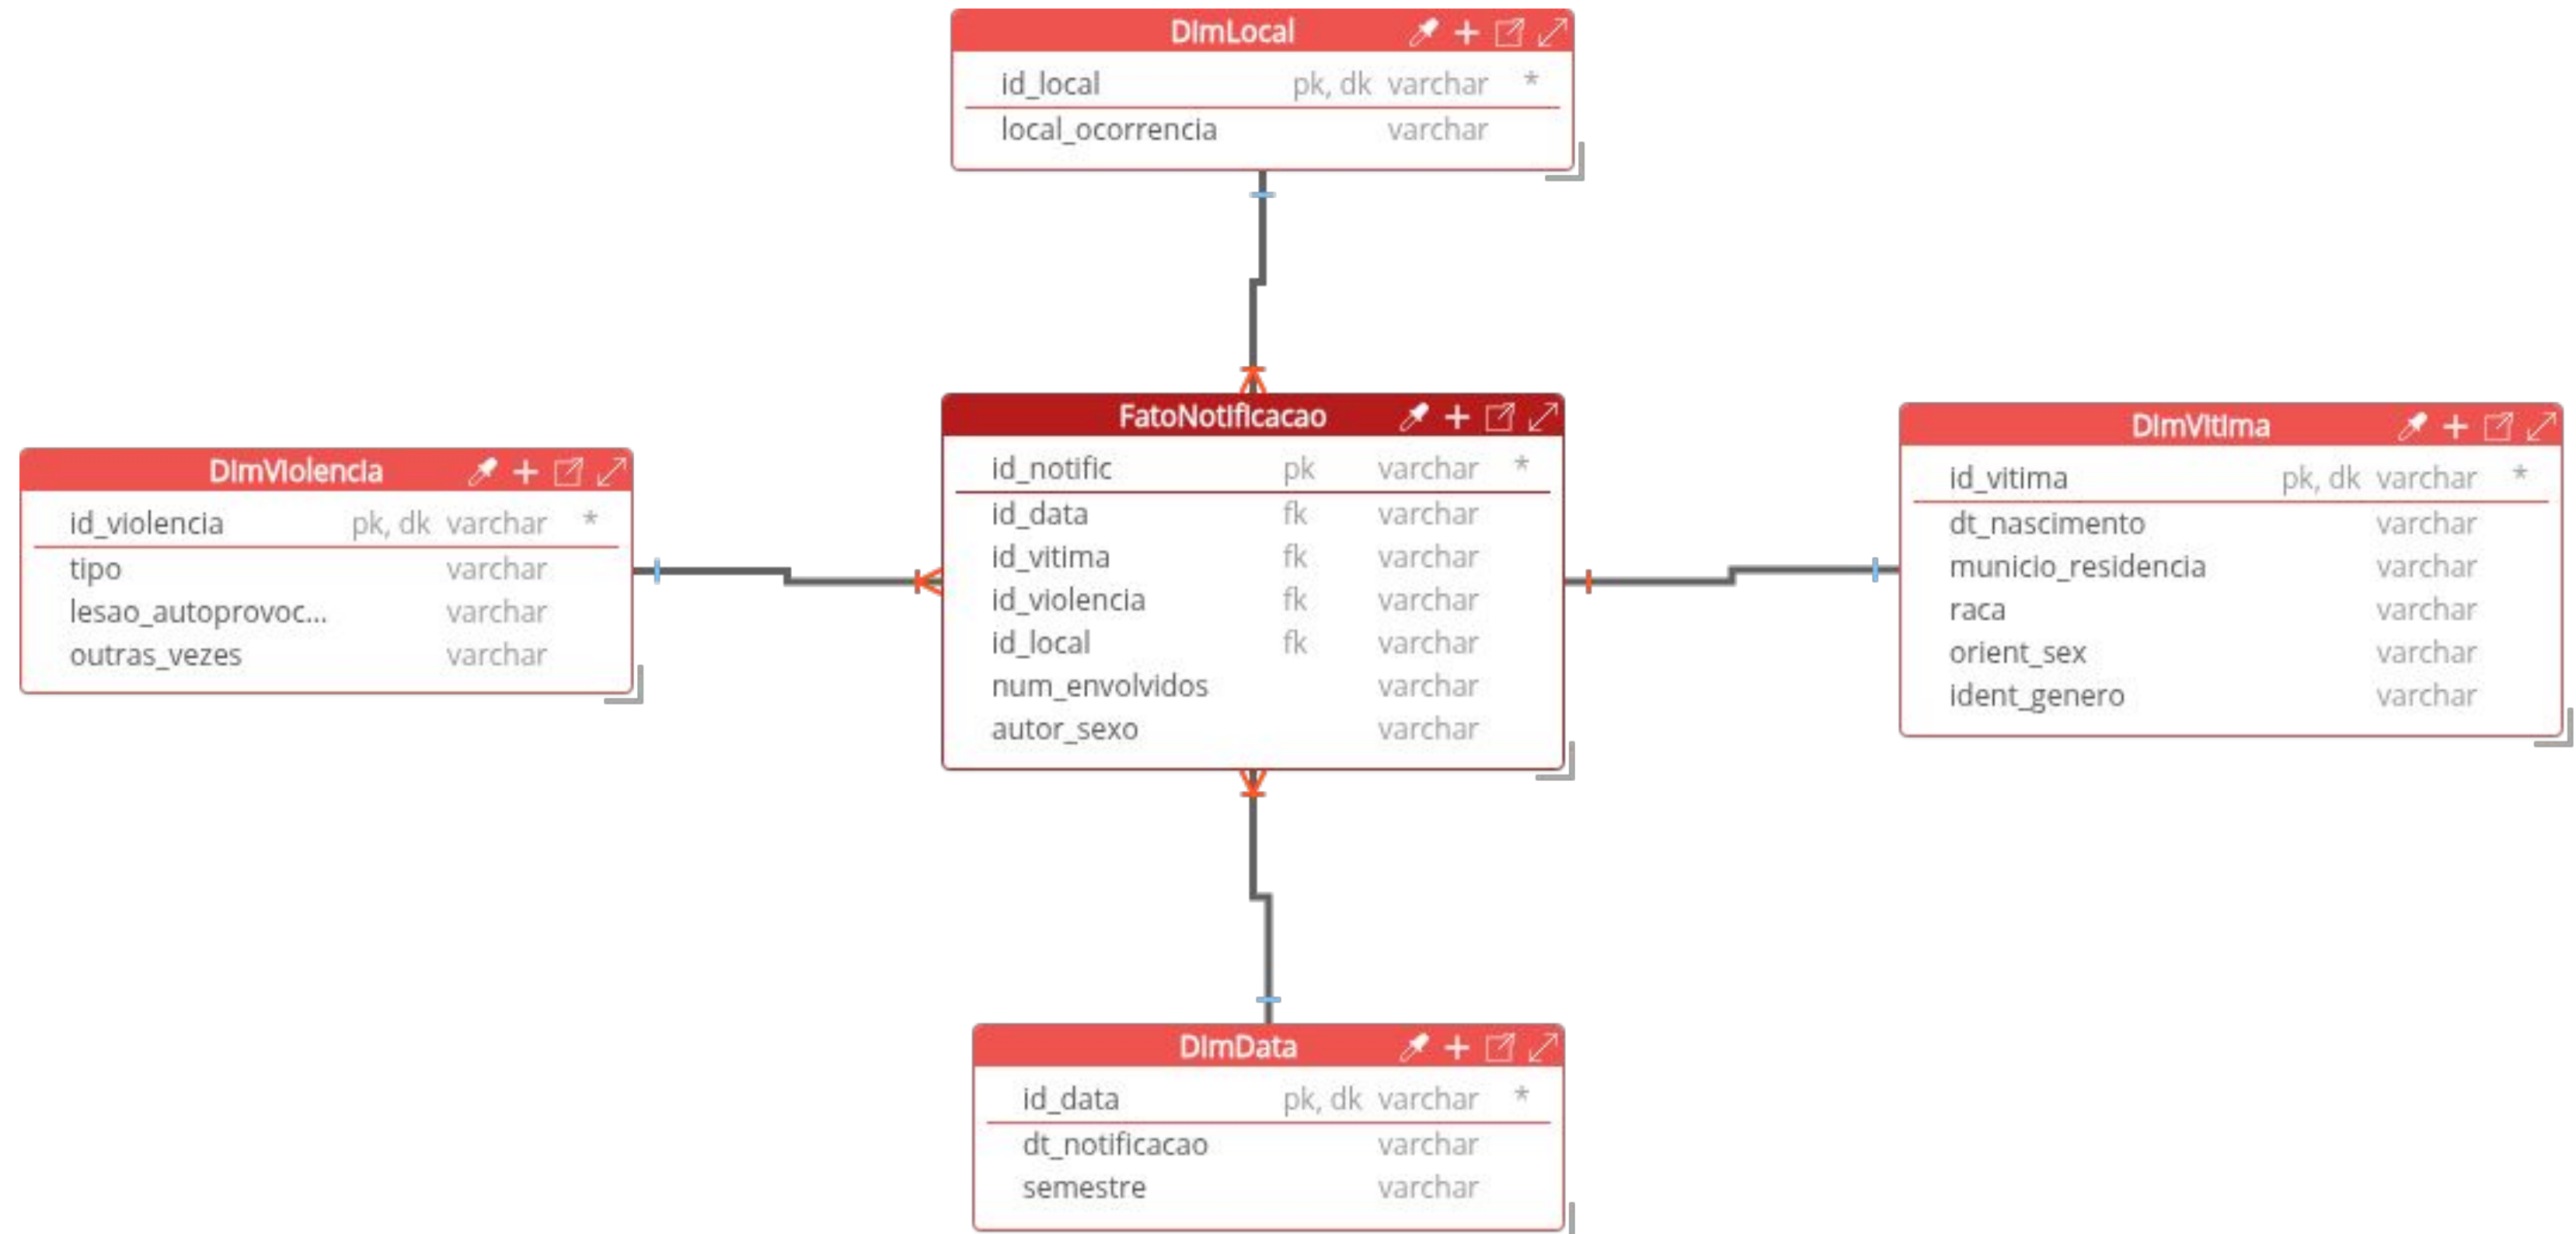 DimLocal
id_local pk, dk varchar *
local_ocorrencia varchar
FatoNotificacao
id_notific pk varchar *
id_data fk varchar
id_vitima fk varchar
id_violencia fk varchar
id_local fk varchar
num_envolvidos varchar
autor_sexo varchar
DimViolencia
id_violencia pk, dk varchar *
tipo varchar
lesao_autoprovoc... varchar
outras_vezes varchar
DimVitima
id_vitima pk, dk varchar *
dt_nascimento varchar
municio_residencia varchar
raca varchar
orient_sex varchar
ident_genero varchar
DimData
id_data pk, dk varchar *
dt_notificacao varchar
semestre varchar